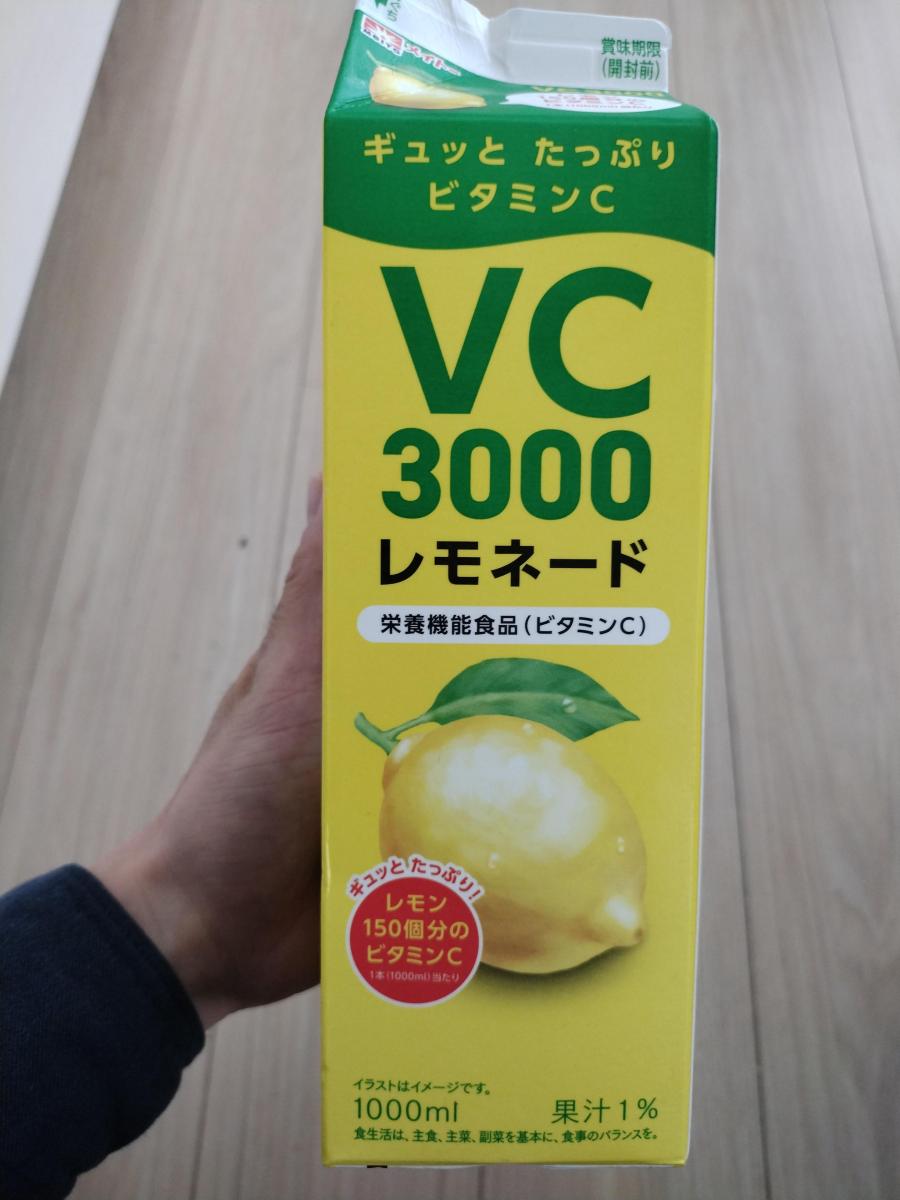 賞味期限
(開封前)
メイトー
ギュッと たっぷり
ビタミンC
VC
3000
レモネード
栄養機能食品(ビタミンC)
ギュッと たっぷり!
レモン
150個分の
ビタミンC
1本(1000ml)当たり
イラストはイメージです。
1000ml 果汁1%
食生活は、主食、主菜、副菜を基本に、食事のバランスを。